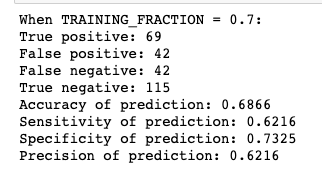 When TRAINING_FRACTION = 0.7:
True positive: 69
False positive: 42
False negative: 42
True negative: 115
Accuracy of prediction: 0.6866
Sensitivity of prediction: 0.6216
Specificity of prediction: 0.7325
Precision of prediction: 0.6216